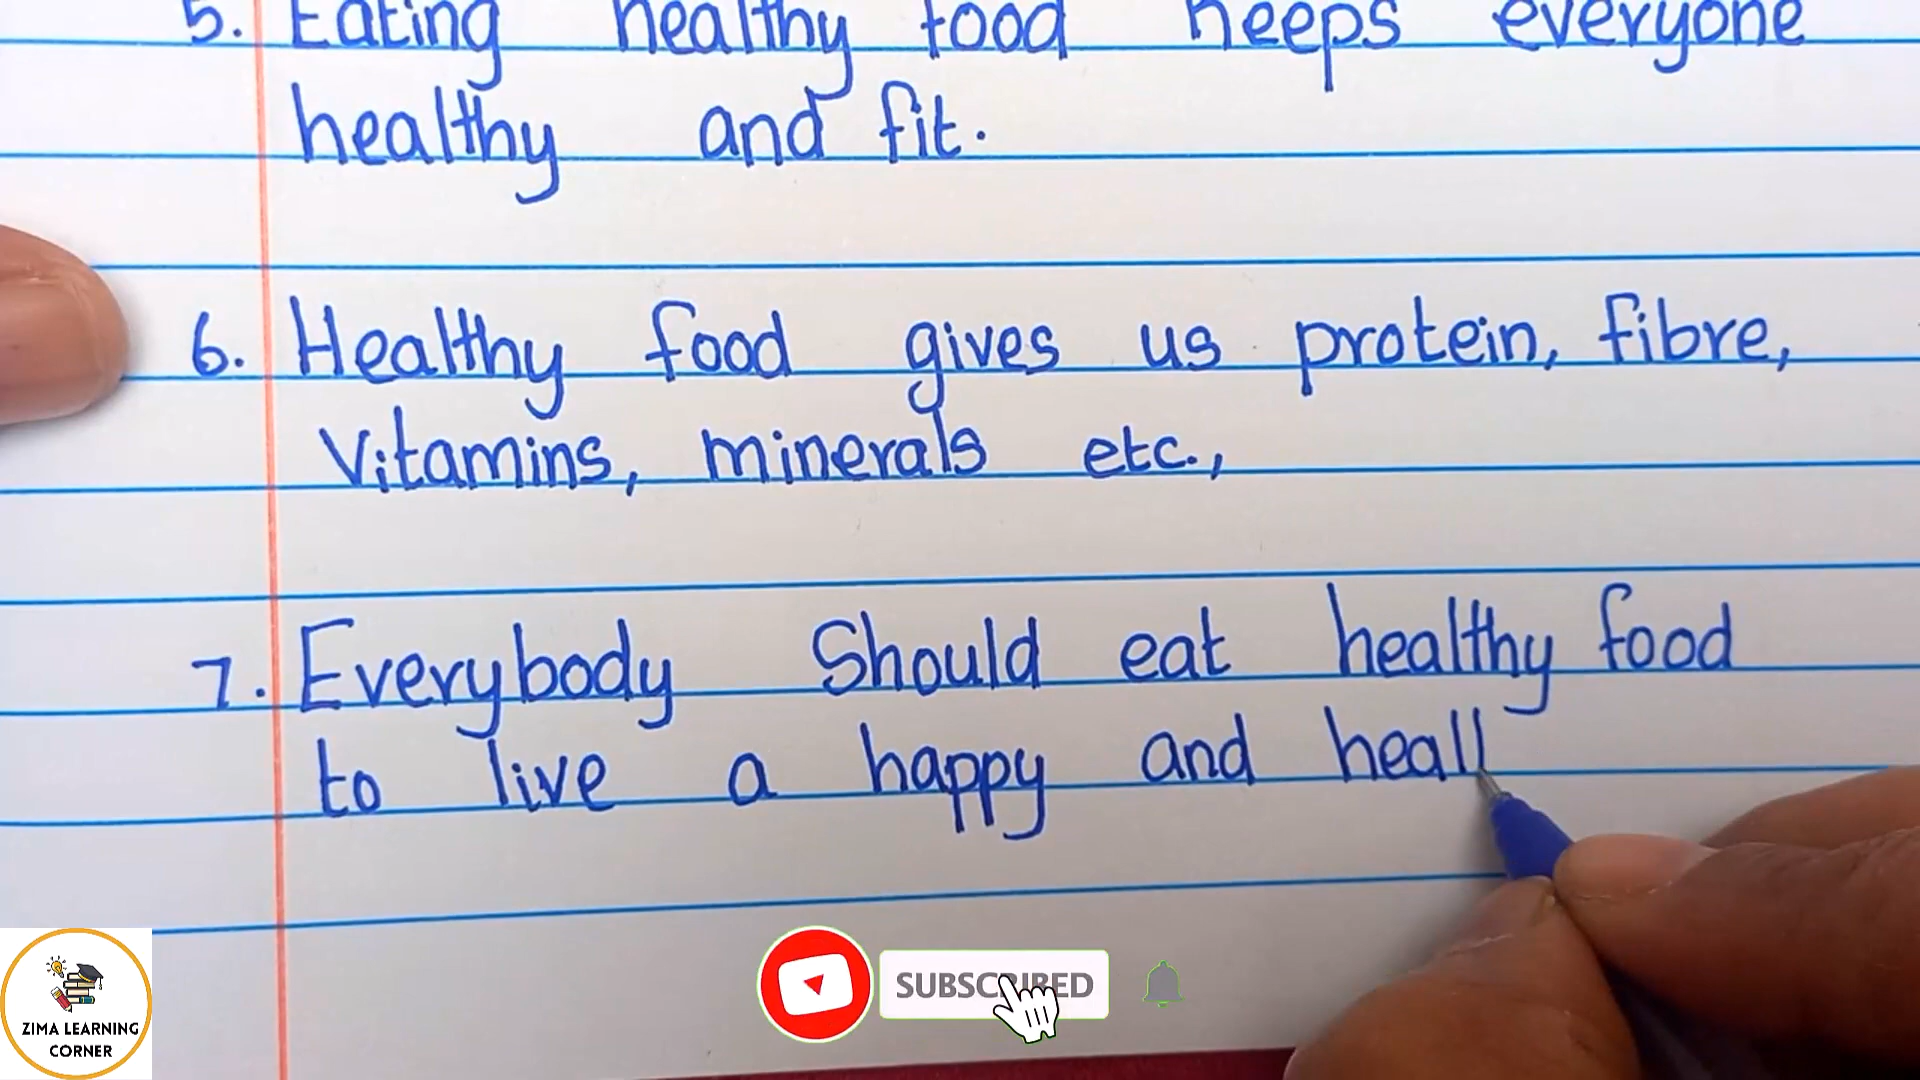 5. Eating healthy food keeps everyone
healthy and fit.
6. Healthy food gives us protein, fibre,
Vitamins, minerals etc.,
7. Everybody Should eat healthy food
to live a happy and heall
ZIMA LEARNING
CORNER
SUBSCRIBED